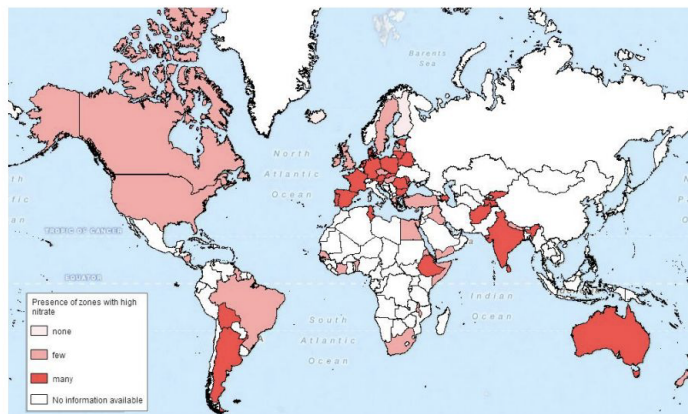 Barents
Sea
North
Atlantic
Ocean
TROPIC OF CANCER
EQUATOR
Indian
Ocean
South
Atlantic
Ocean
Presence of zones with high
nitrate
none
few
many
No information available